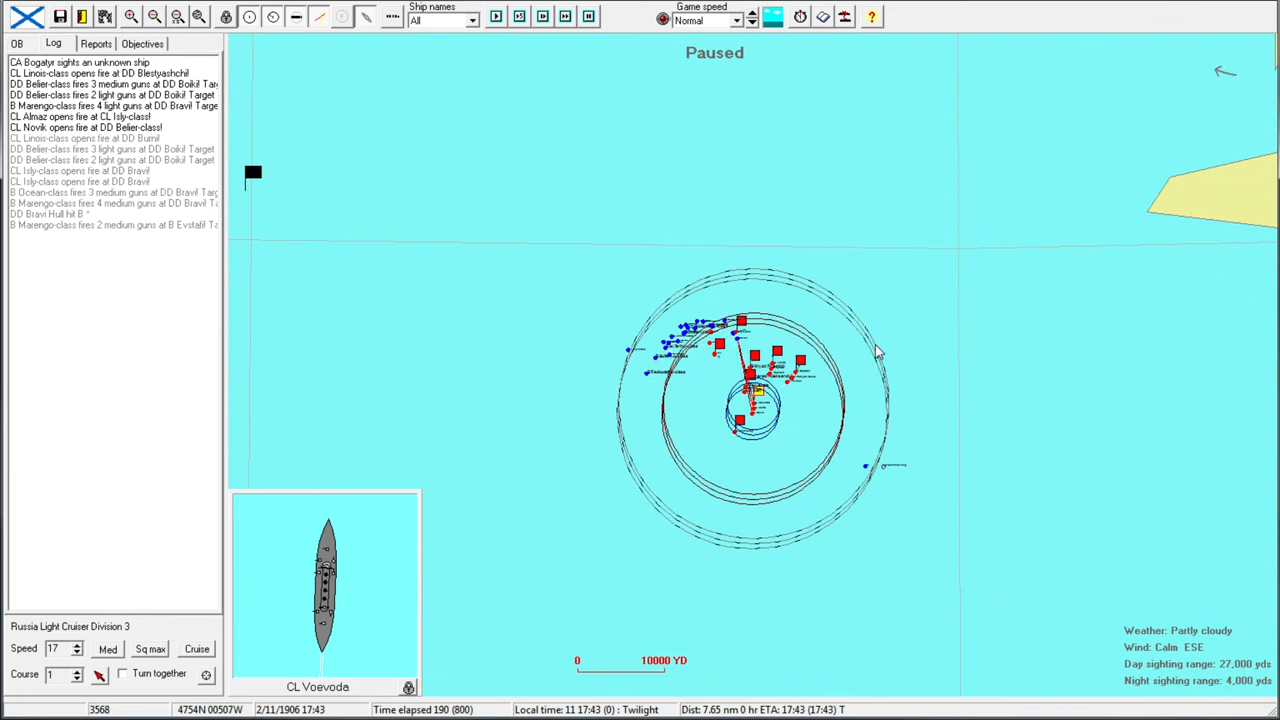 Ship names
All
Game speed
Normal
OB
Log
Reports
Objectives
CA Bogatyr sights an unknown ship
CL Linois-class opens fire at DD Blestyashchi!
DD Belier-class fires 3 medium guns at DD Boiki! Targ
DD Belier-class fires 2 light guns at DD Boiki! Target
B Marengo-class fires 4 light guns at DD Bravi! Targe
CL Almaz opens fire at CL Isly-class!
CL Novik opens fire at DD Belier-class!
CL Linois-class opens fire at DD Burni!
DD Belier-class fires 3 light guns at DD Boiki! Target
DD Belier-class fires 2 light guns at DD Boiki! Target
CL Isly-class opens fire at DD Bravi!
CL Isly-class opens fire at DD Bravi!
B Ocean-class fires 3 medium guns at DD Bravi! Targ
B Marengo-class fires 4 medium guns at DD Bravi! T
DD Bravi Hull hit B *
B Marengo-class fires 2 medium guns at B Evstafi! Ta
Paused
CL Voevoda
0 10000 YD
Weather: Partly cloudy
Wind: Calm ESE
Day sighting range: 27,000 yds
Night sighting range: 4,000 yds
Russia Light Cruiser Division 3
Speed 17 Med Sq max Cruise
Course 1 Turn together
3568
4754N 00507W
2/11/1906 17:43
Time elapsed 190 (800)
Local time: 11 17:43 (0) : Twilight
Dist: 7.65 nm 0 hr ETA: 17:43 (17:43) T